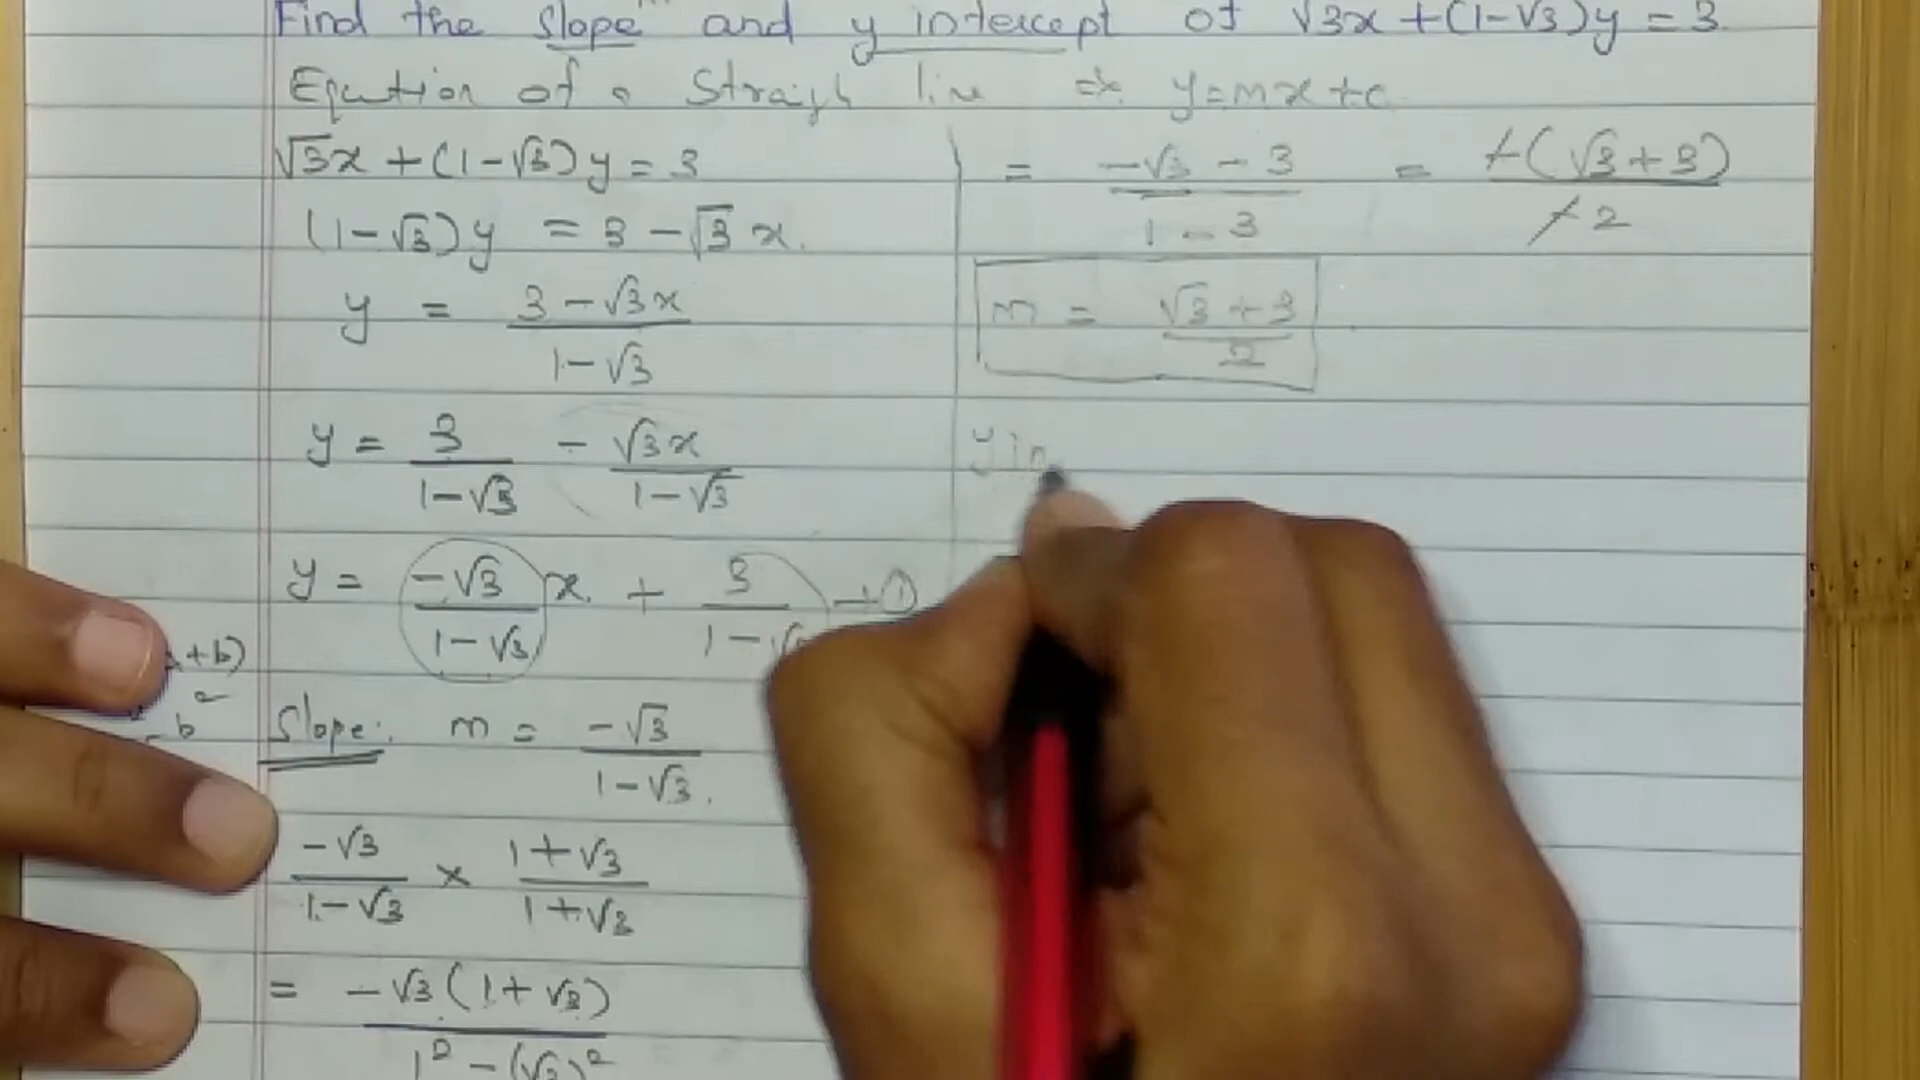 Find the slope and y intercept of √3x + (1-√3)y = 3.
Eqution of a Straigh line y=mx+c
√3x + (1-√3)y = 3
(1-√3)y = 3 - √3 x.
y = 3-√3x / 1-√3
y = 3 / 1-√3 - √3x / 1-√3
y = -√3 / 1-√3 x + 3 / 1-√
+b)
Slope: m = -√3 / 1-√3.
-√3 / 1-√3 × 1+√3 / 1+√3
= -√3(1+√3) / 1² - (√3)²
= -√3 - 3 / 1 - 3 = -(√3+3) / -2
m = √3+3 / 2
y in